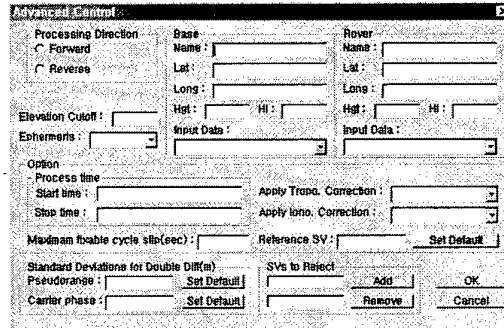 Advanced Control
Processing Direction
Forward
Reverse
Elevation Cutoff :
Ephermeris :
Base
Name :
Lat :
Long :
Hgt : HI :
Input Data :
Rover
Name :
Lat :
Long :
Hgt : HI :
Input Data :
Option
Process time
Start time :
Stop time :
Apply Tropo. Correction :
Apply Iono. Correction :
Maximam fixable cycle slip(sec) :
Reference SV : Set Default
Standard Deviations for Double Diff(m)
Pseudorange : Set Default
Carrier phase : Set Default
SVs to Reject
Add
Remove
OK
Cancel